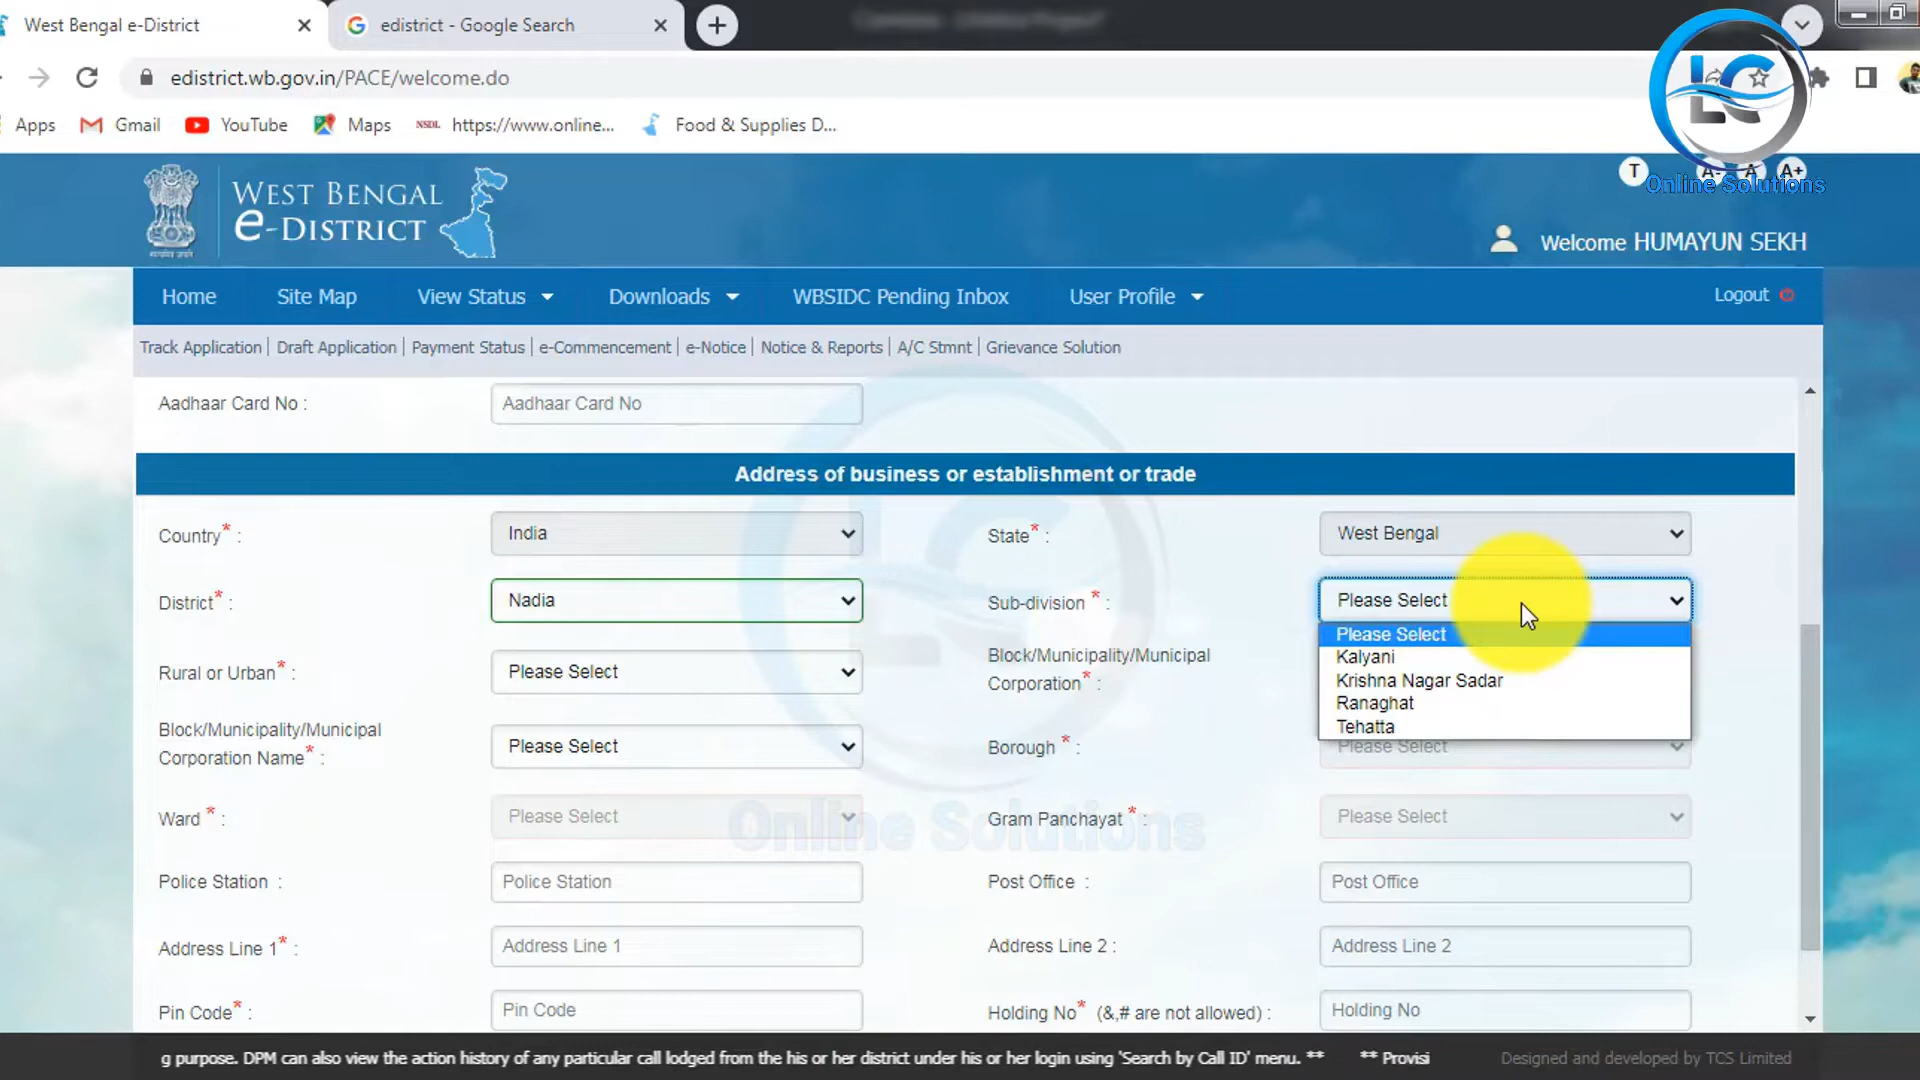 West Bengal e-District
edistrict - Google Search
edistrict.wb.gov.in/PACE/welcome.do
Apps Gmail YouTube Maps NSDL https://www.online... Food & Supplies D...
LC
Online Solutions
T A- A A+
WEST BENGAL
e-DISTRICT
Welcome HUMAYUN SEKH
Home Site Map View Status Downloads WBSIDC Pending Inbox User Profile Logout
Track Application | Draft Application | Payment Status | e-Commencement | e-Notice | Notice & Reports | A/C Stmnt | Grievance Solution
Aadhaar Card No : Aadhaar Card No
Address of business or establishment or trade
Country* : India State* : West Bengal
District* : Nadia Sub-division * : Please Select
Please Select
Kalyani
Krishna Nagar Sadar
Ranaghat
Tehatta
Rural or Urban* : Please Select Block/Municipality/Municipal
Corporation* :
Block/Municipality/Municipal
Corporation Name* : Please Select Borough * : Please Select
Ward * : Please Select Gram Panchayat * : Please Select
Online Solutions
Police Station : Police Station Post Office : Post Office
Address Line 1* : Address Line 1 Address Line 2 : Address Line 2
Pin Code* : Pin Code Holding No* (&,# are not allowed) : Holding No
g purpose. DPM can also view the action history of any particular call lodged from the his or her district under his or her login using 'Search by Call ID' menu. ** ** Provisi
Designed and developed by TCS Limited